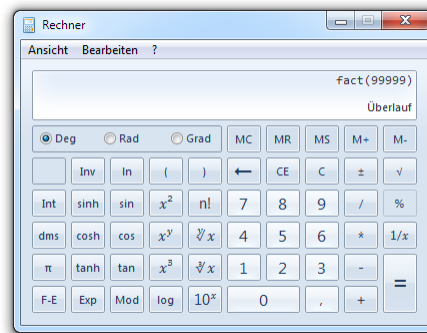 Rechner
Ansicht Bearbeiten ?
fact(99999)
Überlauf
Deg Rad Grad MC MR MS M+ M-
Inv ln ( ) ← CE C ± √
Int sinh sin x² n! 7 8 9 / %
dms cosh cos xʸ ʸ√x 4 5 6 * 1/x
π tanh tan x³ ³√x 1 2 3 - =
F-E Exp Mod log 10ˣ 0 , +